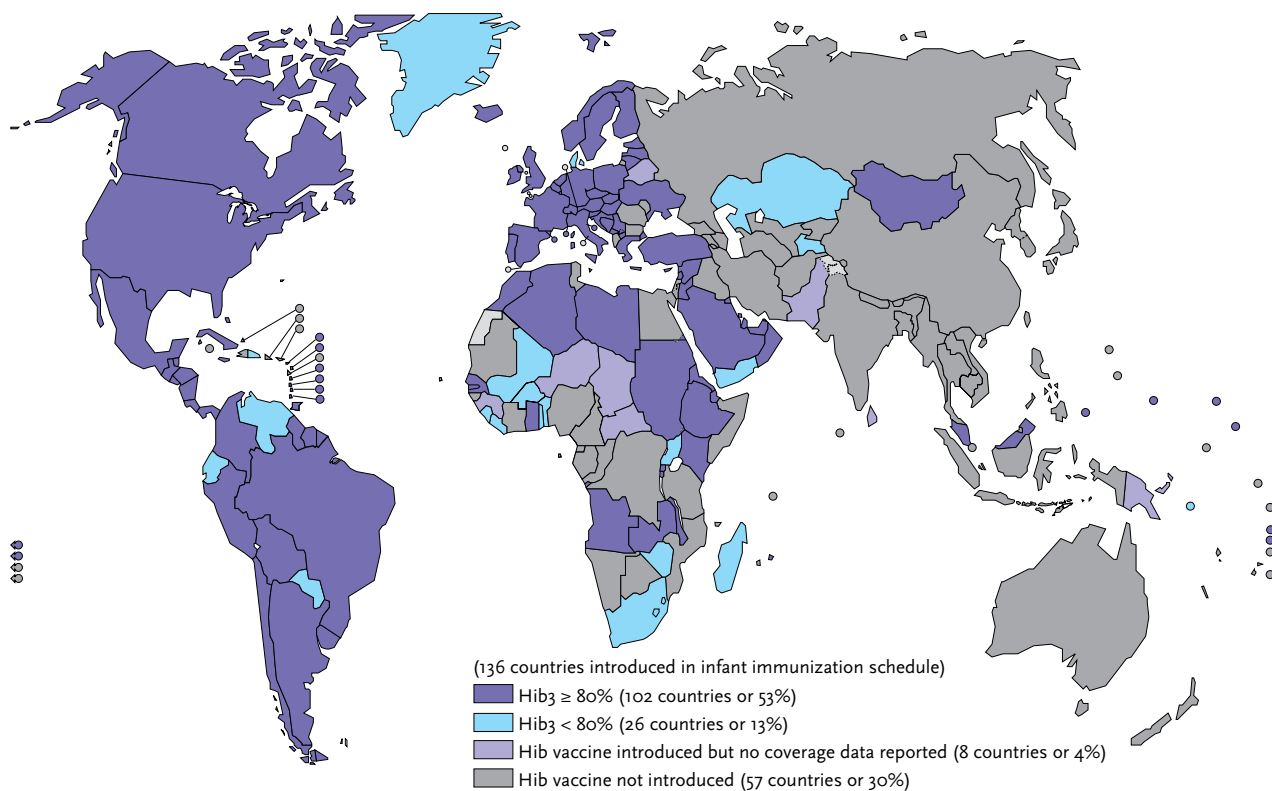 (136 countries introduced in infant immunization schedule)
Hib3 ≥ 80% (102 countries or 53%)
Hib3 < 80% (26 countries or 13%)
Hib vaccine introduced but no coverage data reported (8 countries or 4%)
Hib vaccine not introduced (57 countries or 30%)